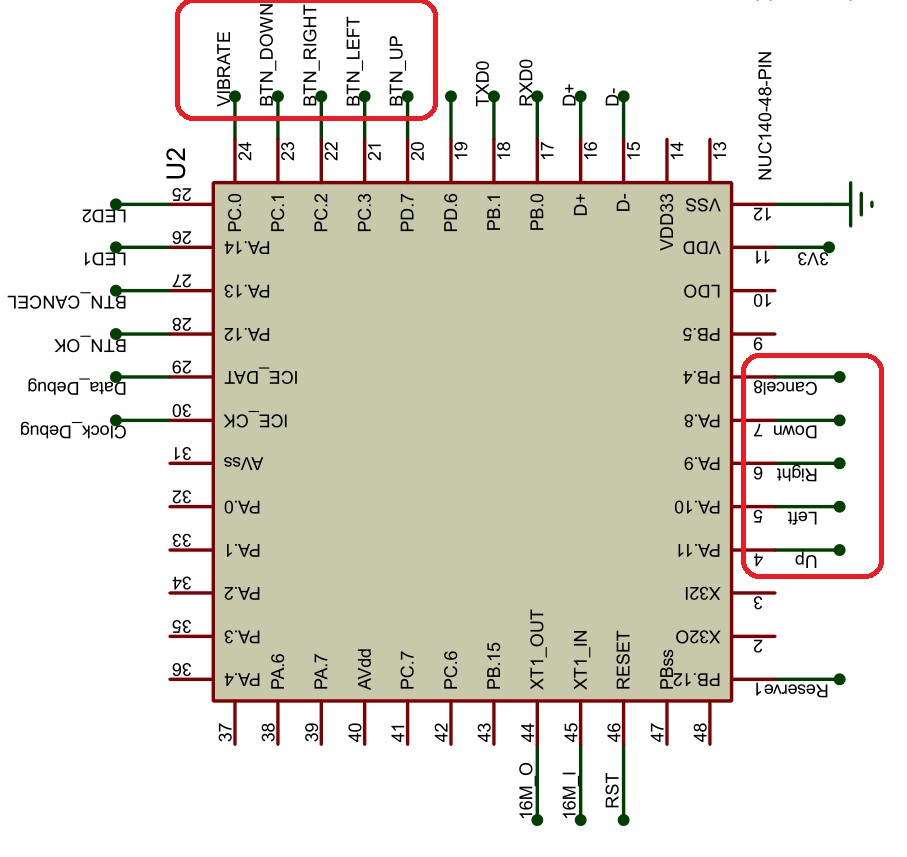 VIBRATE
BTN_DOWN
BTN_RIGHT
BTN_LEFT
BTN_UP
TXD0
RXD0
D+
D-
NUC140-48-PIN
U2
24
23
22
21
20
19
18
17
16
15
14
13
PC.0
PC.1
PC.2
PC.3
PD.7
PD.6
PB.1
PB.0
D+
D-
VDD33
LED2
25
LED1
26
PA.14
BTN_CANCEL
27
PA.13
BTN_OK
28
PA.12
Data_Debug
29
ICE_DAT
Clock_Debug
30
ICE_CK
31
AVss
32
PA.0
33
PA.1
34
PA.2
35
PA.3
36
PA.4
VSS
12
VDD
11
3V3
LDO
10
PB.5
9
PB.4
8
Cancel
PA.8
7
Down
PA.9
6
Right
PA.10
5
Left
PA.11
4
Up
X32I
3
X32O
2
PB.12
1
Reserve
PA.6
PA.7
AVdd
PC.7
PC.6
PB.15
XT1_OUT
XT1_IN
RESET
PBss
37
38
39
40
41
42
43
44
45
46
47
48
16M_O
16M_I
RST